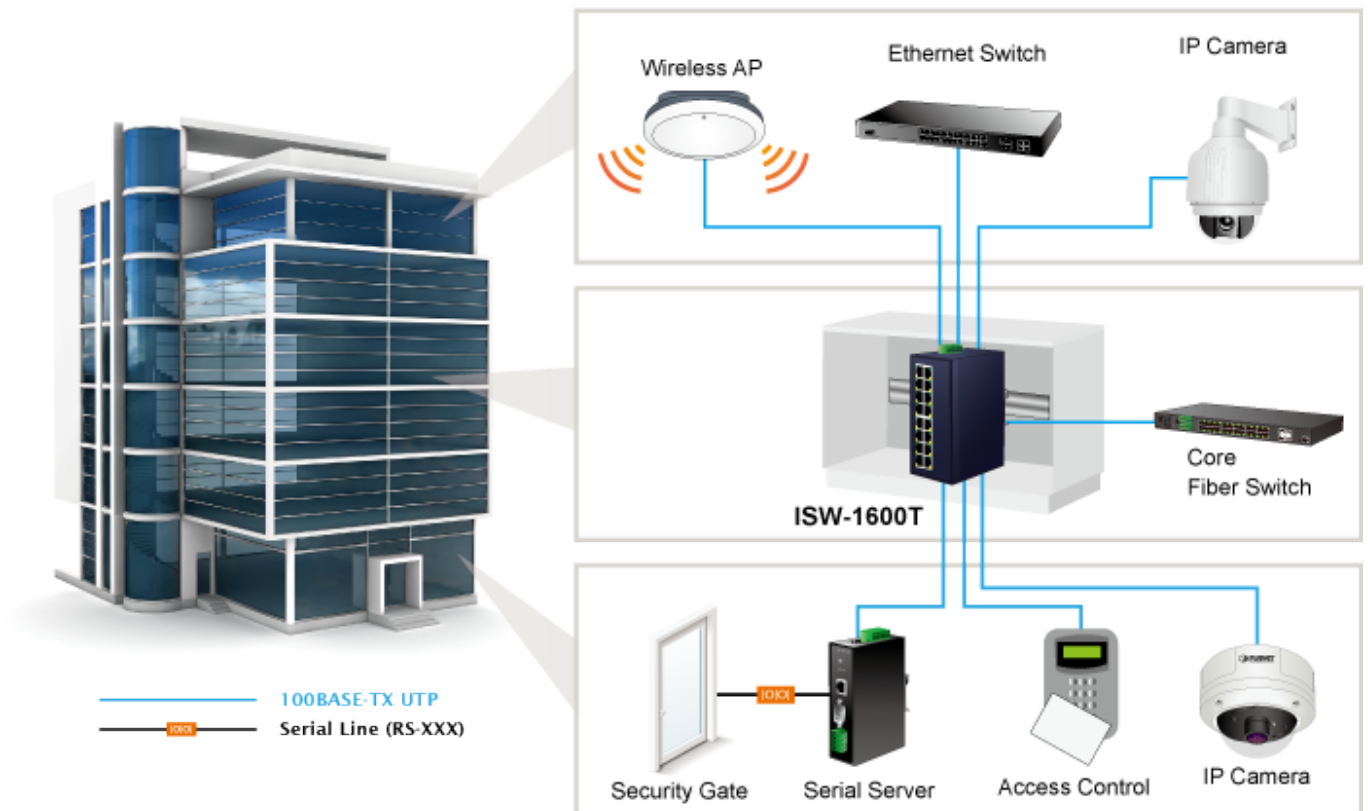 Wireless AP
Ethernet Switch
IP Camera
ISW-1600T
Core
Fiber Switch
100BASE-TX UTP
|O|O|
Serial Line (RS-XXX)
|O|O|
Security Gate
Serial Server
Access Control
PLANET
IP Camera